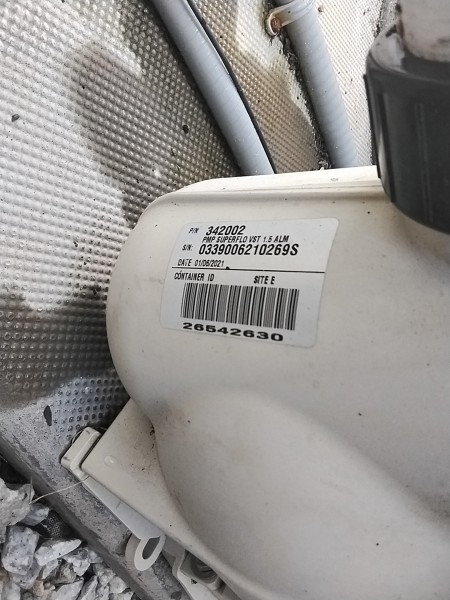 P/N 342002
PMP SUPERFLO VST 1.5 ALM
S/N: 0339006210269S
DATE 01/06/2021
CONTAINER ID SITE E
26542630